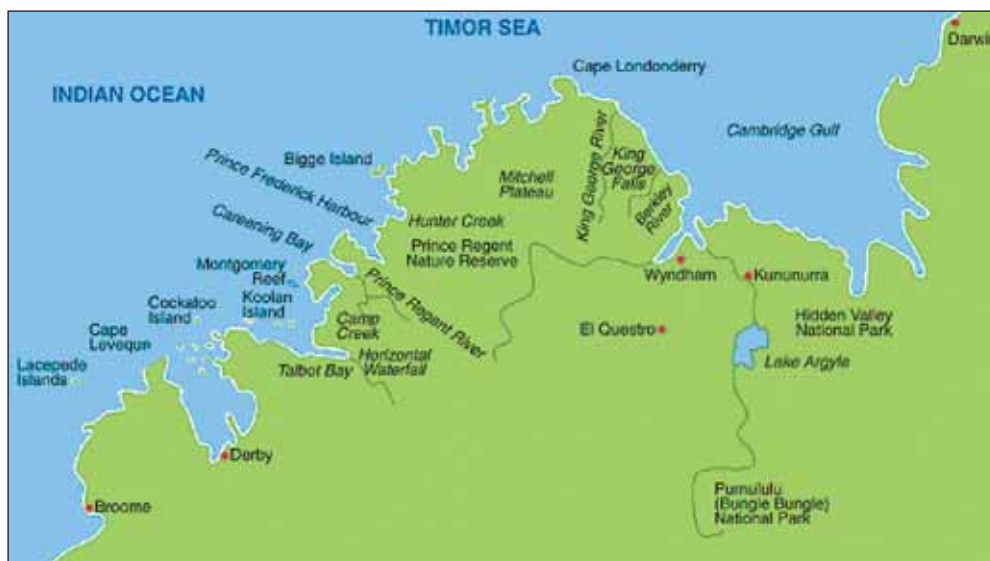 TIMOR SEA
Darwin
Cape Londonderry
INDIAN OCEAN
Cambridge Gulf
King George River
King
George
Falls
Bigge Island
Mitchell
Plateau
Berkley
River
Prince Frederick Harbour
Hunter Creek
Careening Bay
Prince Regent
Nature Reserve
Montgomery
Reef
Wyndham
Kununurra
Prince Regent River
Cockatoo
Island
Koolan
Island
Camp
Creek
El Questro
Hidden Valley
National Park
Cape
Leveque
Horizontal
Waterfall
Lake Argyle
Lacepede
Islands
Talbot Bay
Derby
Purnululu
(Bungle Bungle)
National Park
Broome